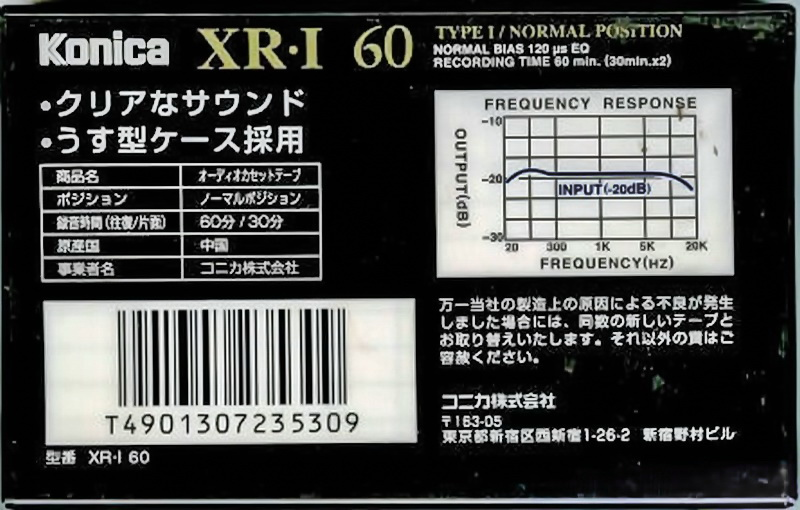 Konica XR·I 60 TYPE I / NORMAL POSITION
NORMAL BIAS 120 μs EQ
RECORDING TIME 60 min. (30min.x2)
・クリアなサウンド
・うす型ケース採用
商品名 オーディオカセットテープ
ポジション ノーマルポジション
録音時間(往復/片面) 60分/30分
原産国 中国
事業者名 コニカ株式会社
T4901307235309
型番 XR·I 60
FREQUENCY RESPONSE
OUTPUT(dB)
-10
-20
-30
INPUT(-20dB)
20 300 1K 5K 20K
FREQUENCY(HZ)
万一当社の製造上の原因による不良が発生
しました場合には、同数の新しいテープと
お取り替えいたします。それ以外の責はご
容赦ください。
コニカ株式会社
〒163-05
東京都新宿区西新宿1-26-2 新宿野村ビル